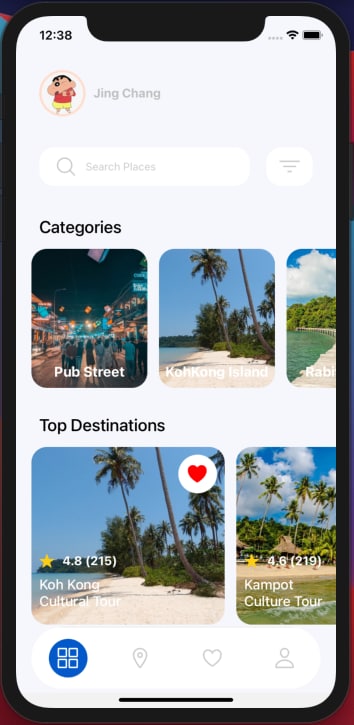 12:38
Jing Chang
Search Places
Categories
Pub Street
KohKong Island
Rabi
Top Destinations
4.8 (215)
Koh Kong
Cultural Tour
4.6 (219)
Kampot
Culture Tour